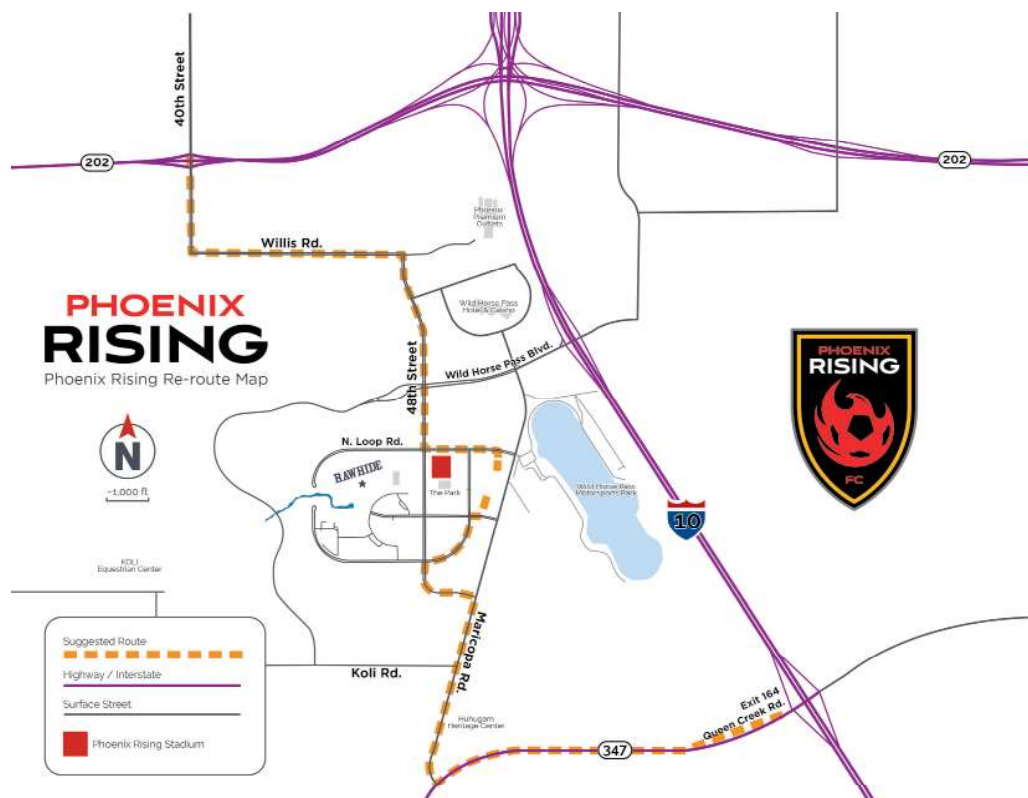 40th Street
202
202
Phoenix
Premium
Outlets
Willis Rd.
PHOENIX
RISING
Phoenix Rising Re-route Map
N
~1,000 ft
Wild Horse Pass
Hotel & Casino
Wild Horse Pass Blvd.
48th Street
PHOENIX
RISING
FC
N. Loop Rd.
RAWHIDE
The Park
Wild Horse Pass
Motorsports Park
10
KOLI
Equestrian Center
Suggested Route
Highway / Interstate
Surface Street
Phoenix Rising Stadium
Koli Rd.
Maricopa Rd.
Huhugam
Heritage Center
Exit 164
Queen Creek Rd.
347